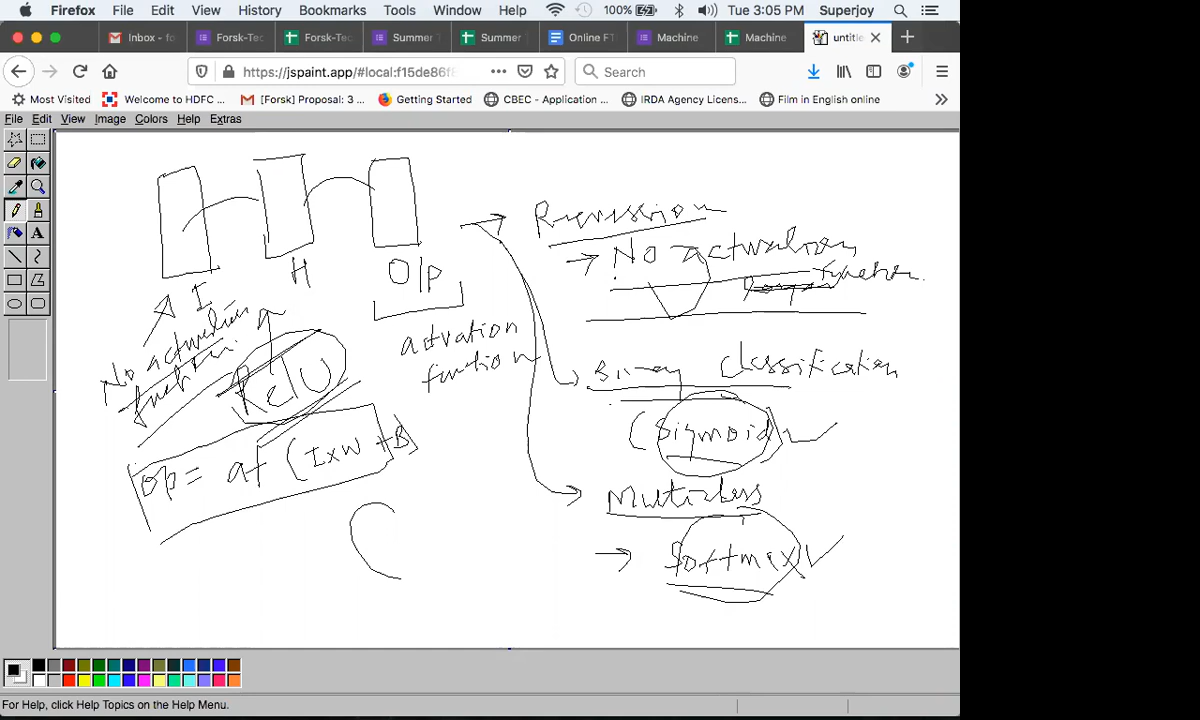 Firefox File Edit View History Bookmarks Tools Window Help 100% Tue 3:05 PM Superjoy
Inbox - fo Forsk-Tec Forsk-Tec Summer T Summer Online FT Machine Machine untitle
https://jspaint.app/#local:f15de86f8 Search
Most Visited Welcome to HDFC ... [Forsk] Proposal: 3 ... Getting Started CBEC - Application ... IRDA Agency Licens... Film in English online
File Edit View Image Colors Help Extras
I
H
O/P
No activation
function.
Relu
activation
function
op = af (IxW + B)
Regression
No activation
function.
Binary classification
(Sigmoid)
Multiclass
Softmax
For Help, click Help Topics on the Help Menu.